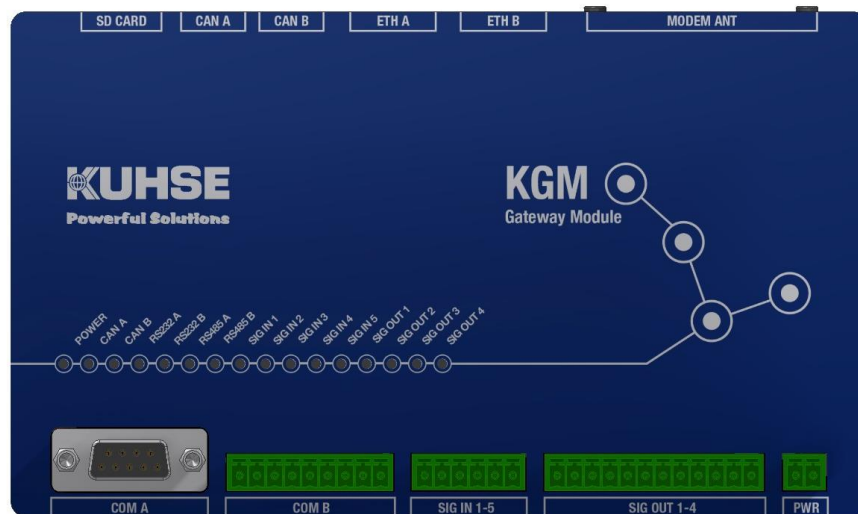 SD CARD CAN A CAN B ETH A ETH B MODEM ANT
KUHSE
Powerful Solutions
KGM
Gateway Module
POWER CAN A CAN B RS232 A RS232 B RS485 A RS485 B SIG IN 1 SIG IN 2 SIG IN 3 SIG IN 4 SIG IN 5 SIG OUT 1 SIG OUT 2 SIG OUT 3 SIG OUT 4
COM A COM B SIG IN 1-5 SIG OUT 1-4 PWR